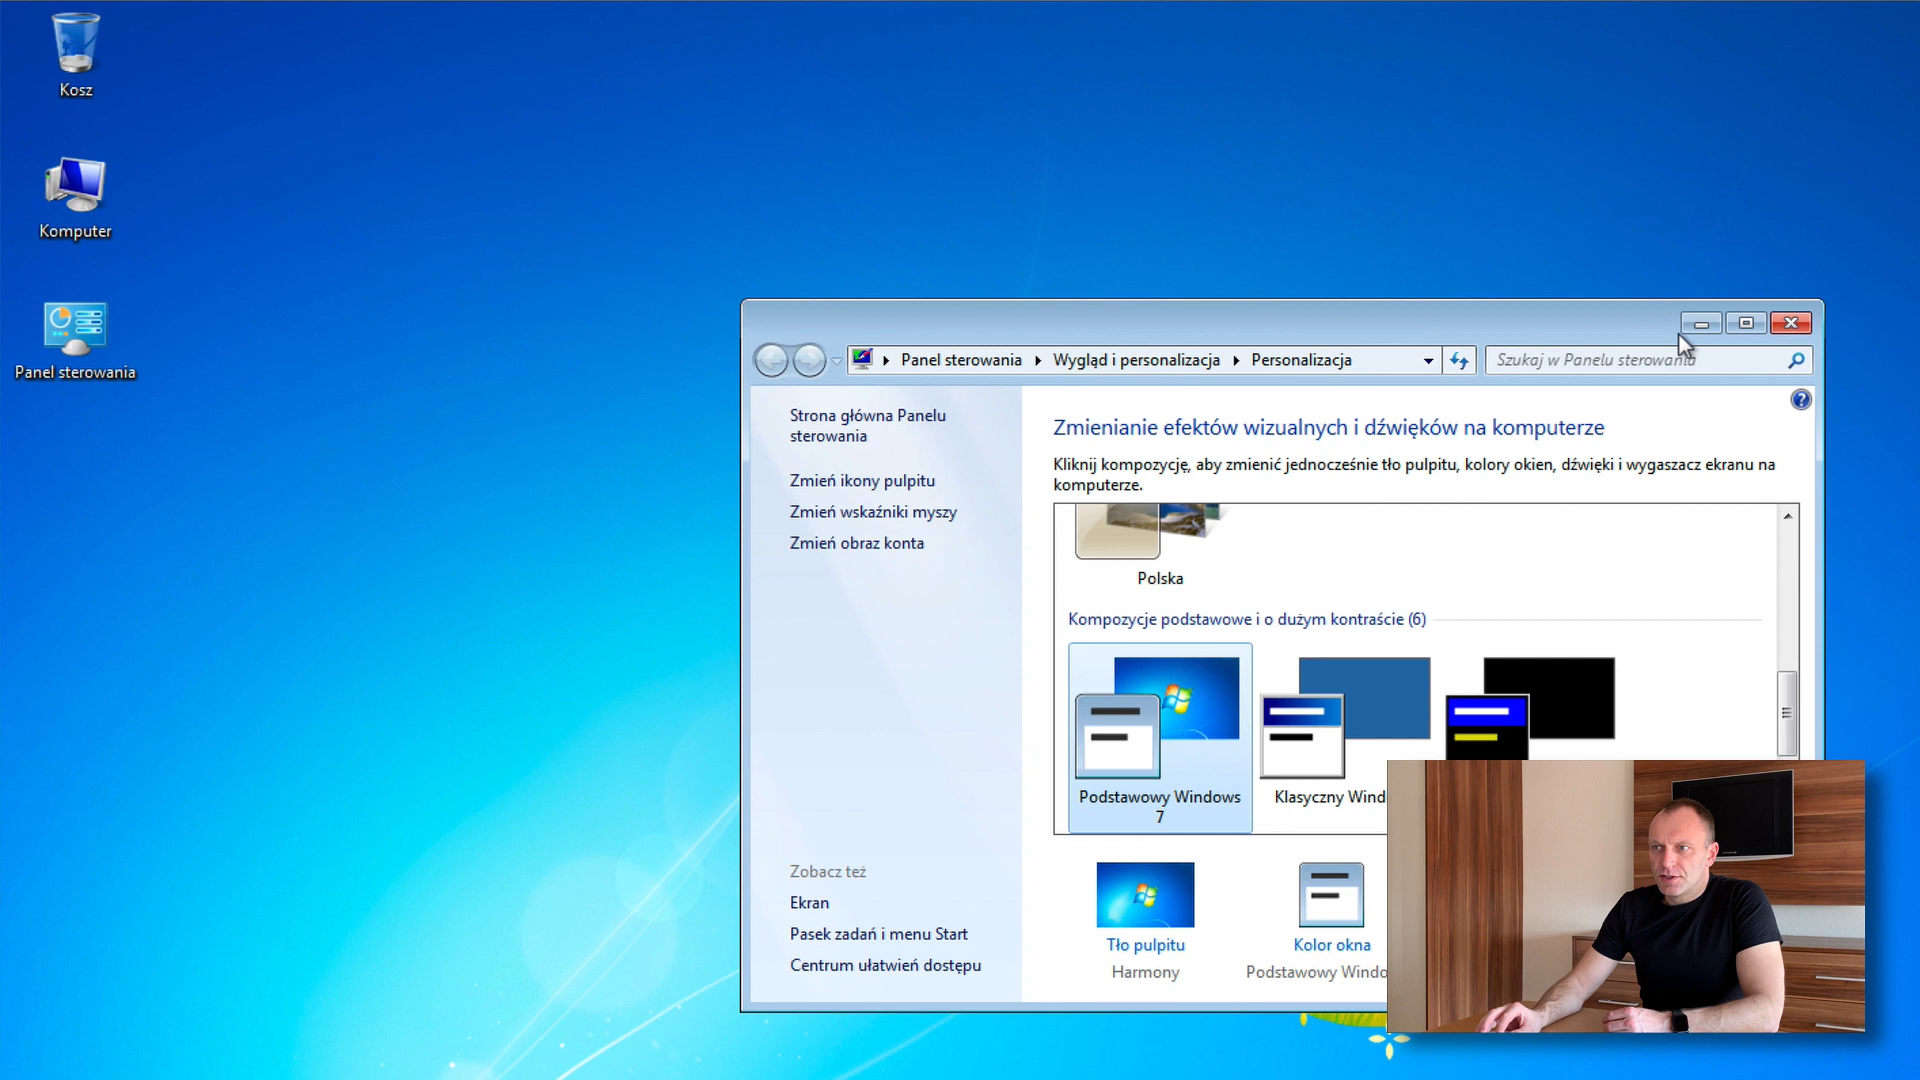 Kosz
Komputer
Panel sterowania
Panel sterowania
Wygląd i personalizacja
Personalizacja
Szukaj w Panelu sterowania
Strona główna Panelu
sterowania
Zmień ikony pulpitu
Zmień wskaźniki myszy
Zmień obraz konta
Zobacz też
Ekran
Pasek zadań i menu Start
Centrum ułatwień dostępu
Zmienianie efektów wizualnych i dźwięków na komputerze
Kliknij kompozycję, aby zmienić jednocześnie tło pulpitu, kolory okien, dźwięki i wygaszacz ekranu na
komputerze.
Polska
Kompozycje podstawowe i o dużym kontraście (6)
Podstawowy Windows
7
Klasyczny Wind
Tło pulpitu
Harmony
Kolor okna
Podstawowy Windo